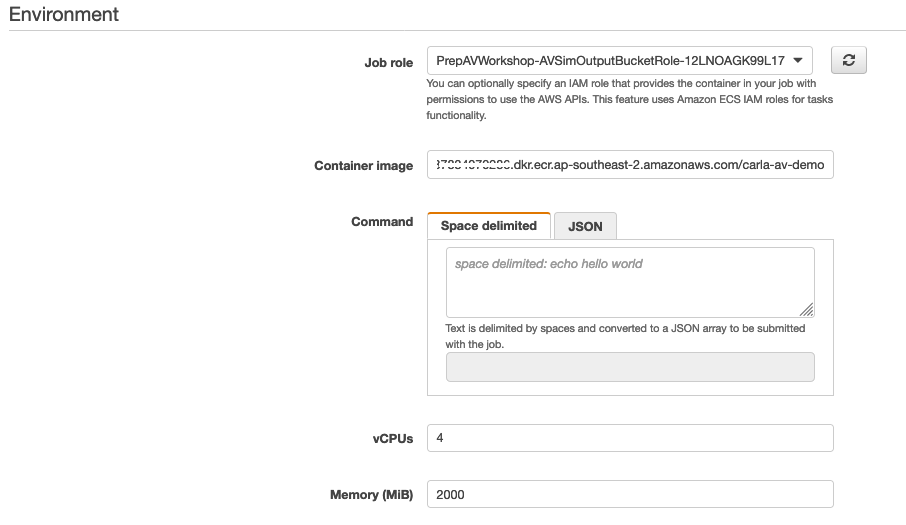 Environment
Job role
PrepAVWorkshop-AVSimOutputBucketRole-12LNOAGK99L17
You can optionally specify an IAM role that provides the container in your job with
permissions to use the AWS APIs. This feature uses Amazon ECS IAM roles for tasks
functionality.
Container image
.dkr.ecr.ap-southeast-2.amazonaws.com/carla-av-demo
Command
Space delimited
JSON
space delimited: echo hello world
Text is delimited by spaces and converted to a JSON array to be submitted
with the job.
vCPUs
4
Memory (MiB)
2000